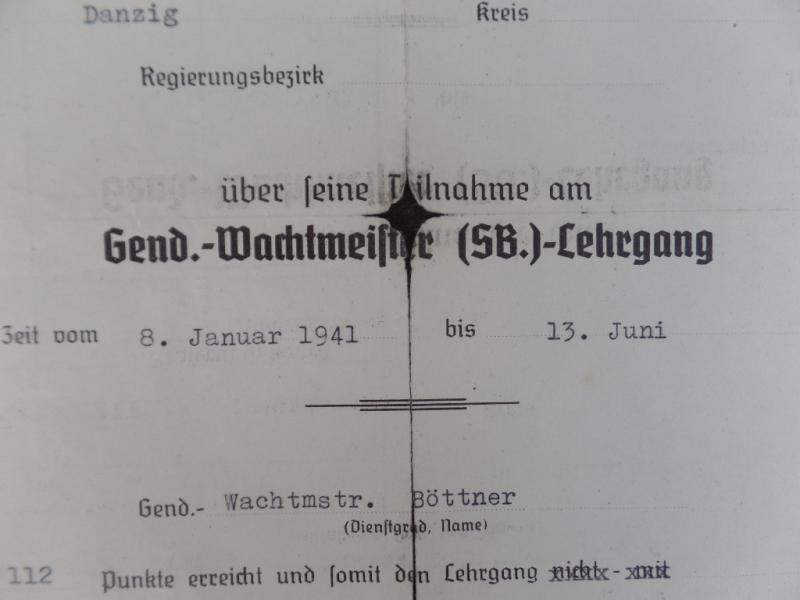 Danzig Kreis
Regierungsbezirk
über seine Teilnahme am
Gend.-Wachtmeister (SB.)-Lehrgang
Zeit vom 8. Januar 1941 bis 13. Juni
Gend.- Wachtmstr. Böttner
(Dienstgrad, Name)
112 Punkte erreicht und somit den Lehrgang nicht - mit